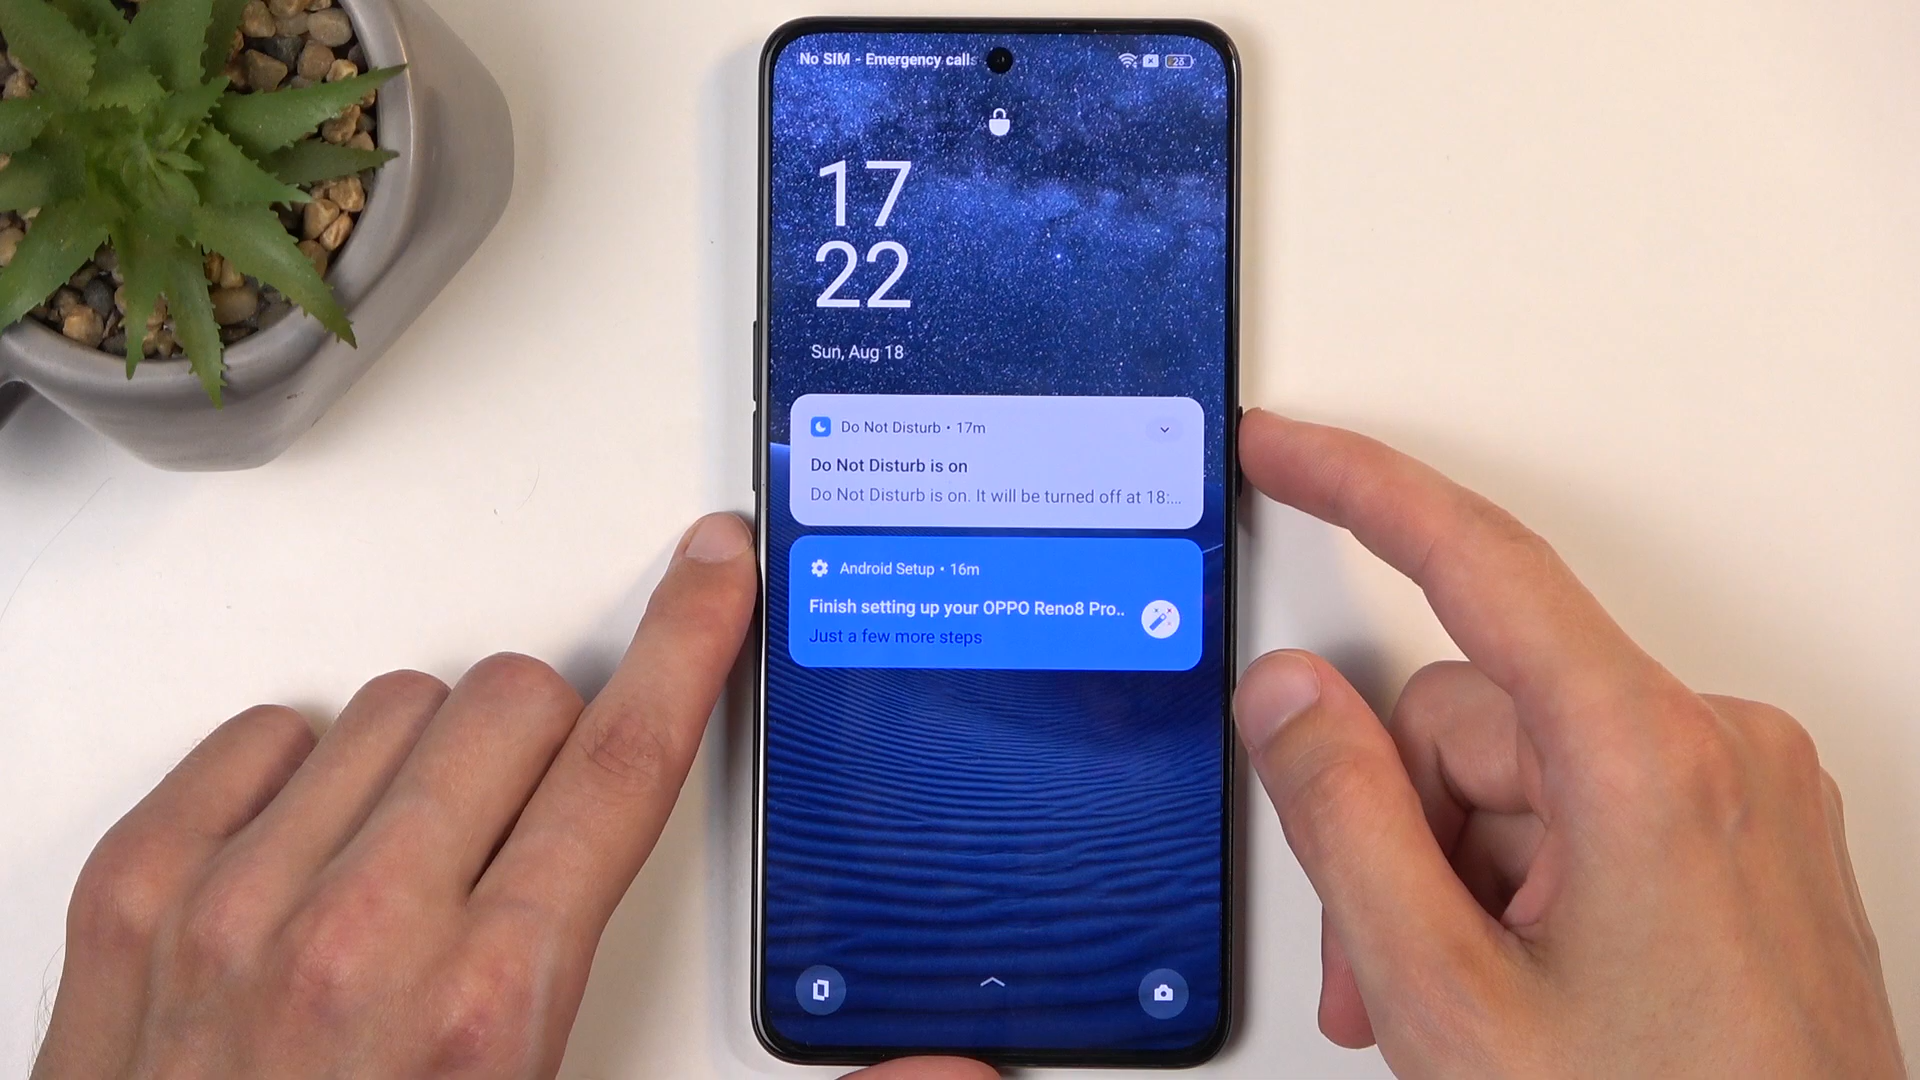 No SIM - Emergency calls
23
17
22
Sun, Aug 18
Do Not Disturb • 17m
Do Not Disturb is on
Do Not Disturb is on. It will be turned off at 18:...
Android Setup • 16m
Finish setting up your OPPO Reno8 Pro..
Just a few more steps